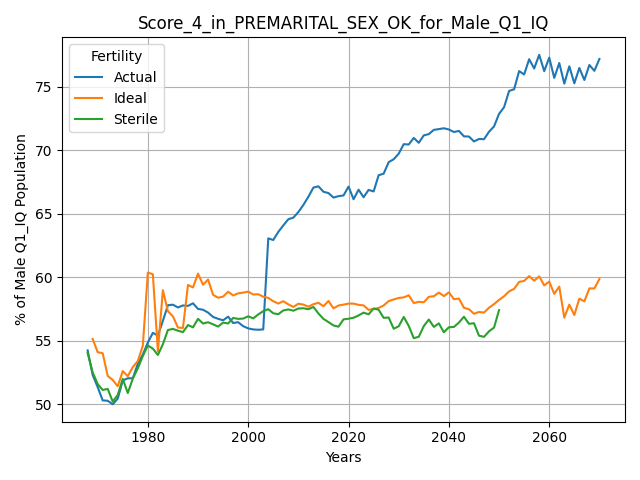 Score_4_in_PREMARITAL_SEX_OK_for_Male_Q1_IQ
Fertility
Actual
Ideal
Sterile
% of Male Q1_IQ Population
75
70
65
60
55
50
1980
2000
2020
2040
2060
Years